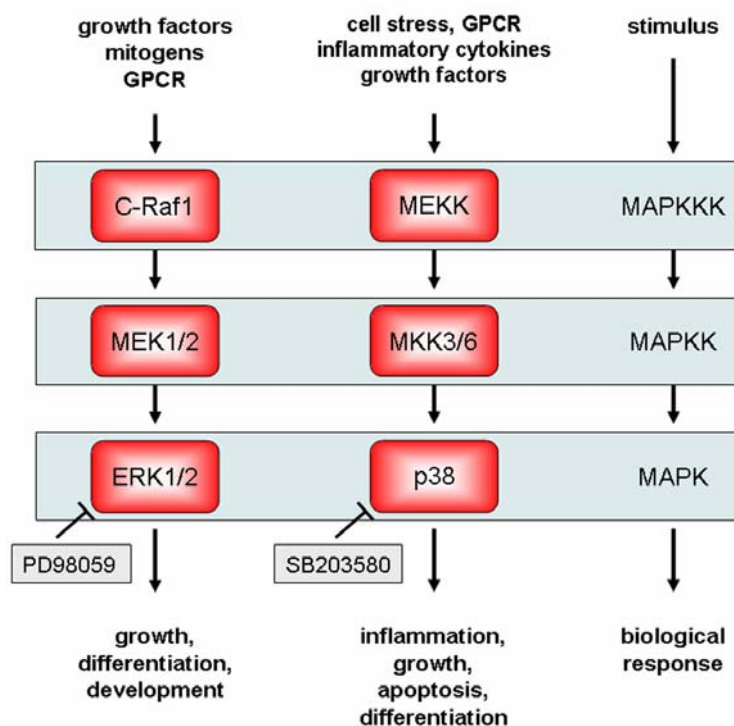 growth factors
mitogens
GPCR
cell stress, GPCR
inflammatory cytokines
growth factors
stimulus
C-Raf1
MEKK
MAPKKK
MEK1/2
MKK3/6
MAPKK
ERK1/2
p38
MAPK
PD98059
SB203580
growth,
differentiation,
development
inflammation,
growth,
apoptosis,
differentiation
biological
response